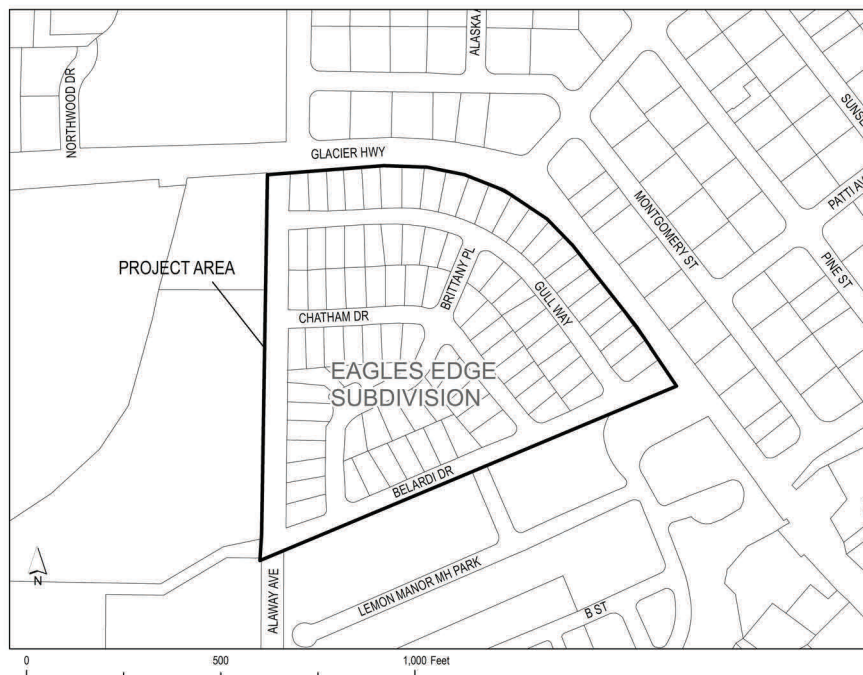 NORTHWOOD DR
ALASKA A
SUNSE
GLACIER HWY
MONTGOMERY ST
PATTI AV
PINE ST
PROJECT AREA
BRITTANY PL
GULL WAY
CHATHAM DR
EAGLES EDGE
SUBDIVISION
BELARDI DR
N
LEMON MANOR MH PARK
ALAWAY AVE
B ST
0 500 1,000 Feet